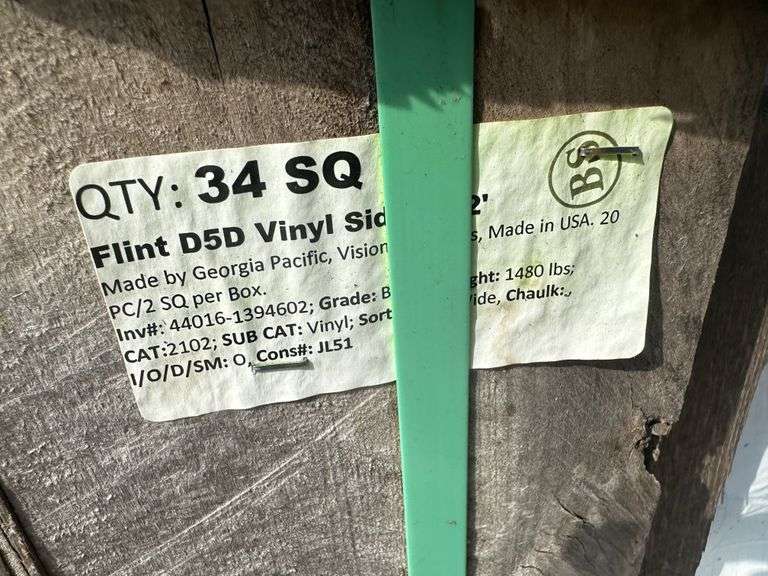 QTY: 34 SQ
BS
Flint D5D Vinyl Sid 2'
Made by Georgia Pacific, Vision s, Made in USA. 20
PC/2 SQ per Box. ght: 1480 lbs;
Inv#: 44016-1394602; Grade: B ide, Chaulk:
CAT:2102; SUB CAT: Vinyl; Sort
I/O/D/SM: O, Cons#: JL51